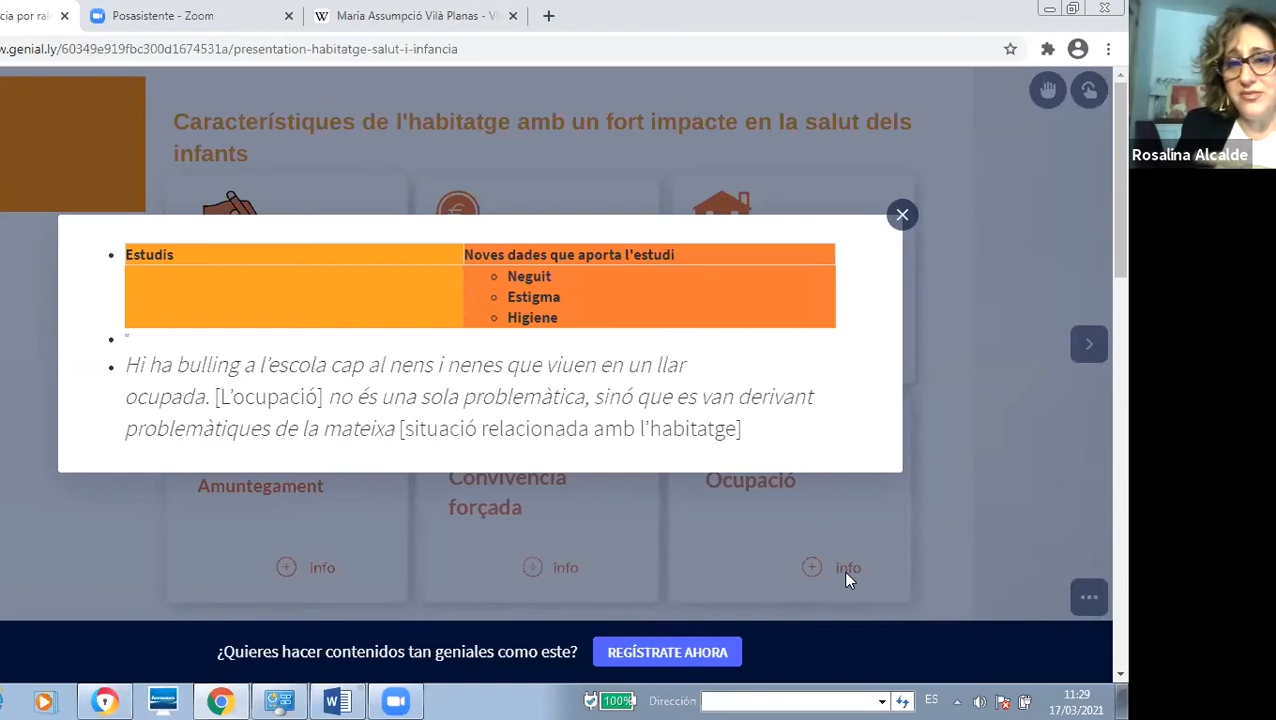 cia por ral
Posasistente - Zoom
Maria Assumpció Vilà Planas - Vi
w.genial.ly/60349e919fbc300d1674531a/presentation-habitatge-salut-i-infancia
Rosalina Alcalde
Característiques de l'habitatge amb un fort impacte en la salut dels
infants
Estudis
Noves dades que aporta l'estudi
Neguit
Estigma
Higiene
"
Hi ha bulling a l'escola cap al nens i nenes que viuen en un llar
ocupada. [L'ocupació] no és una sola problemàtica, sinó que es van derivant
problemàtiques de la mateixa [situació relacionada amb l'habitatge]
Amuntegament
Convivència
forçada
Ocupació
info
info
info
¿Quieres hacer contenidos tan geniales como este?
REGÍSTRATE AHORA
100%
Dirección
ES
11:29
17/03/2021